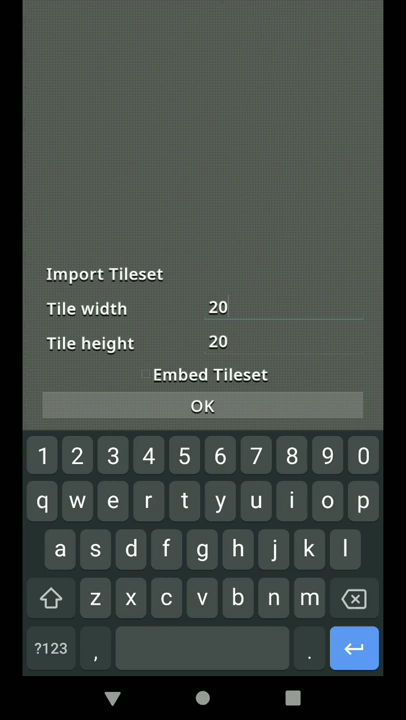 Import Tileset
Tile width 20
Tile height 20
Embed Tileset
OK
1 2 3 4 5 6 7 8 9 0
q w e r t y u i o p
a s d f g h j k l
z x c v b n m
?123 , .